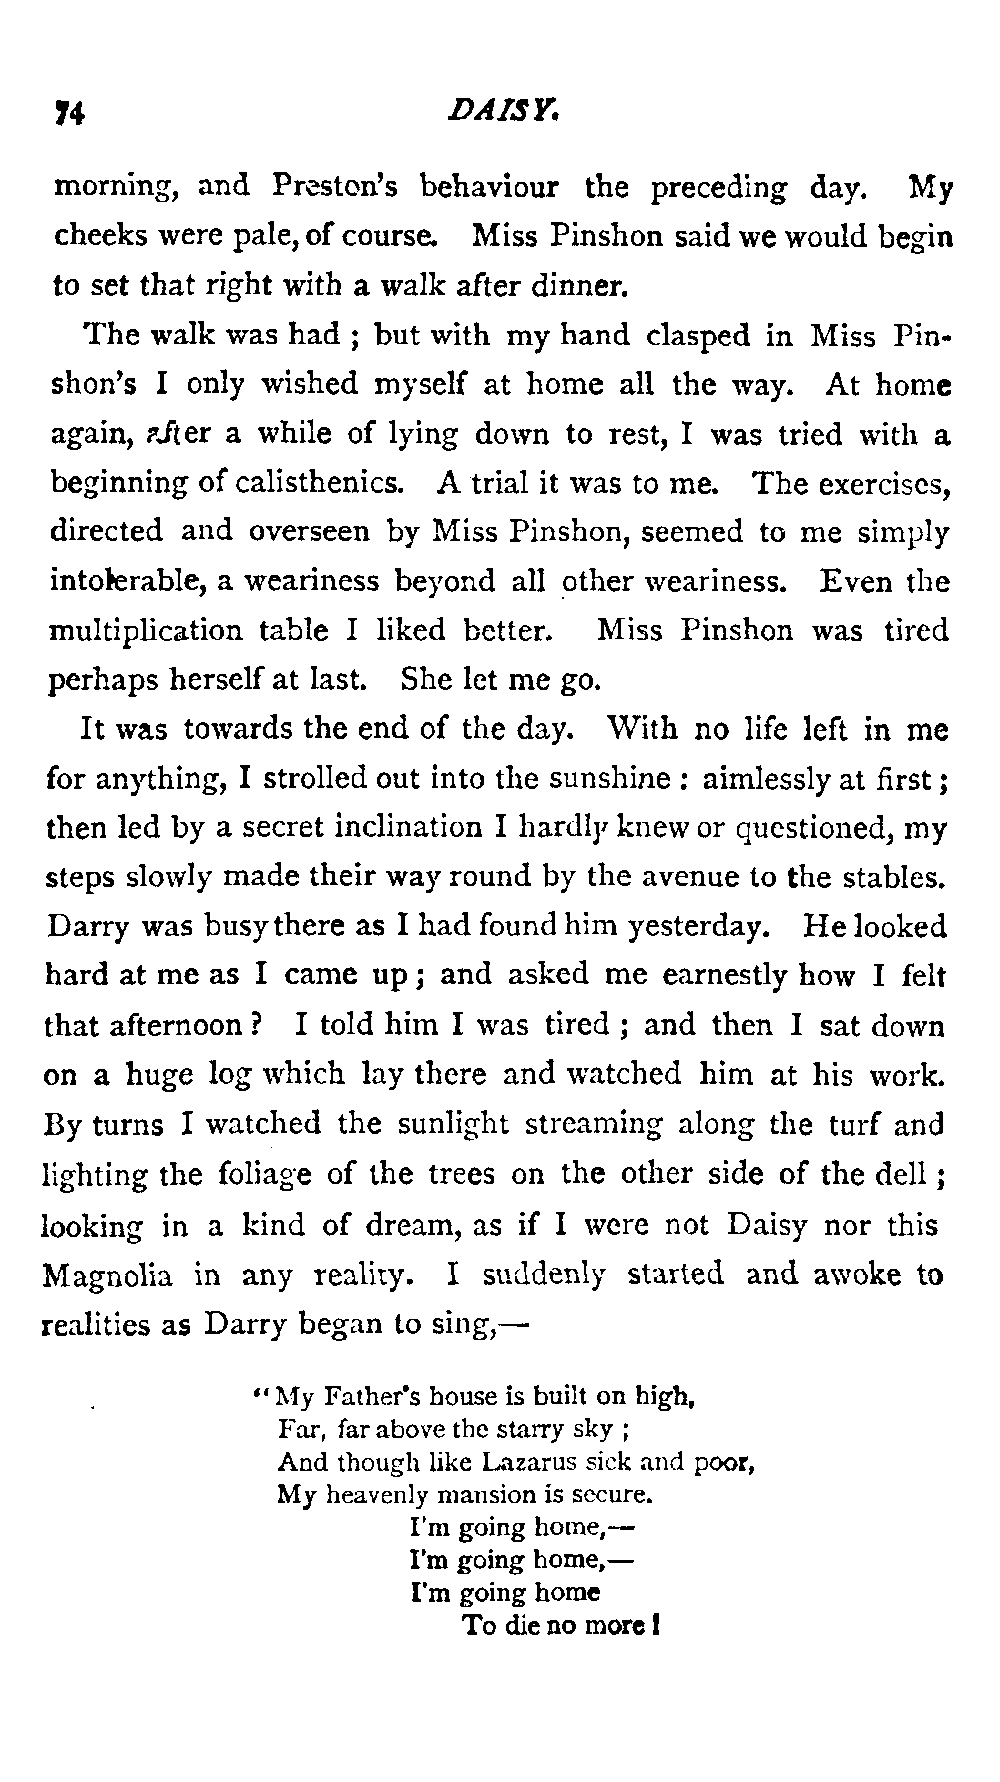 74 DAISY.
morning, and Preston's behaviour the preceding day. My
cheeks were pale, of course. Miss Pinshon said we would begin
to set that right with a walk after dinner.
The walk was had ; but with my hand clasped in Miss Pin-
shon's I only wished myself at home all the way. At home
again, after a while of lying down to rest, I was tried with a
beginning of calisthenics. A trial it was to me. The exercises,
directed and overseen by Miss Pinshon, seemed to me simply
intolerable, a weariness beyond all other weariness. Even the
multiplication table I liked better. Miss Pinshon was tired
perhaps herself at last. She let me go.
It was towards the end of the day. With no life left in me
for anything, I strolled out into the sunshine : aimlessly at first ;
then led by a secret inclination I hardly knew or questioned, my
steps slowly made their way round by the avenue to the stables.
Darry was busy there as I had found him yesterday. He looked
hard at me as I came up ; and asked me earnestly how I felt
that afternoon ? I told him I was tired ; and then I sat down
on a huge log which lay there and watched him at his work.
By turns I watched the sunlight streaming along the turf and
lighting the foliage of the trees on the other side of the dell ;
looking in a kind of dream, as if I were not Daisy nor this
Magnolia in any reality. I suddenly started and awoke to
realities as Darry began to sing,—
"My Father's house is built on high,
Far, far above the starry sky ;
And though like Lazarus sick and poor,
My heavenly mansion is secure.
I'm going home,—
I'm going home,—
I'm going home
To die no more !